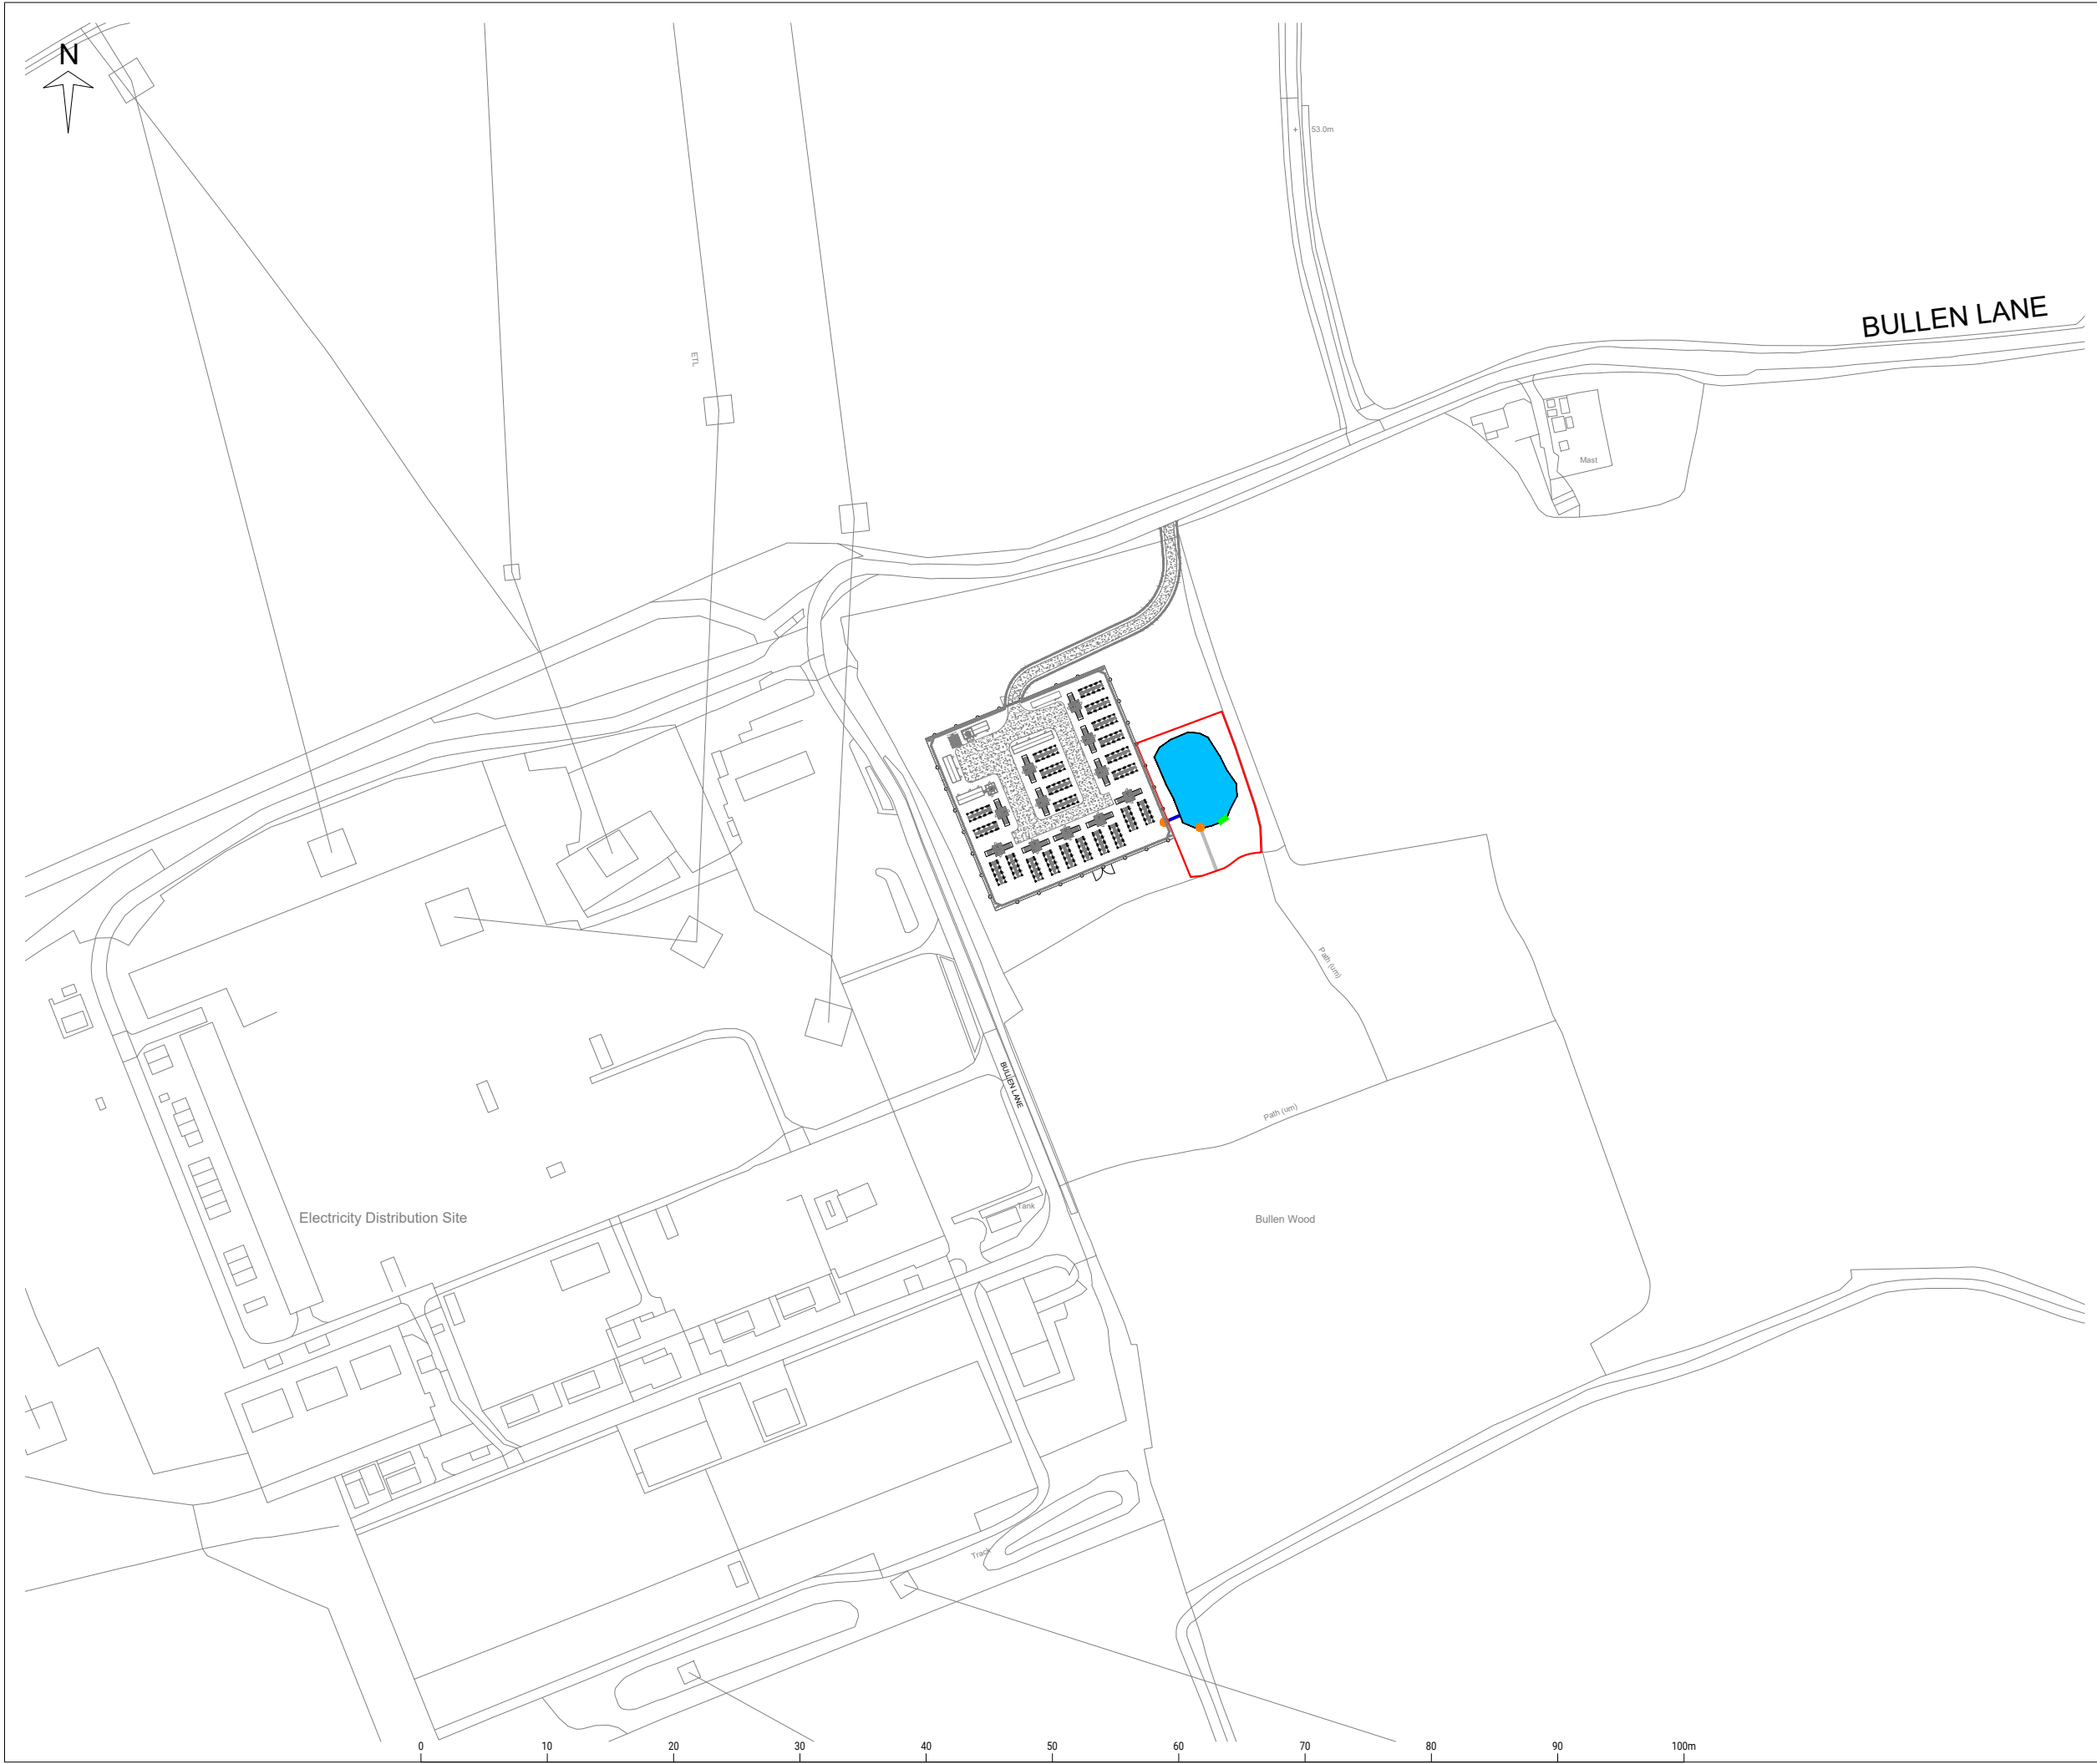 N
53.0m
BULLEN LANE
ETL
Mast
Path (um)
BULLEN LANE
Path (um)
Tank
Electricity Distribution Site
Bullen Wood
Track
0 10 20 30 40 50 60 70 80 90 100m